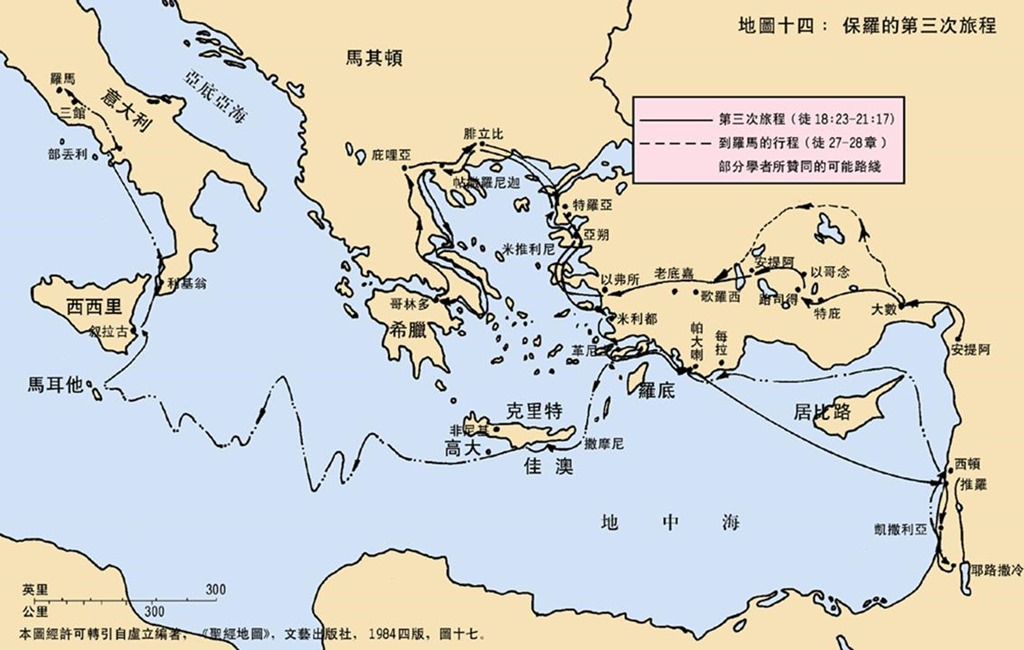 地圖十四：保羅的第三次旅程
第三次旅程（徒18:23-21:17）
到羅馬的行程（徒27-28章）
部分學者所贊同的可能路綫
馬其頓
羅馬
三館
意大利
亞底亞海
部丟利
腓立比
庇哩亞
帖撒羅尼迦
特羅亞
亞朔
米推利尼
以弗所
老底嘉
歌羅西
安提阿
以哥念
路司得
特庇
大數
安提阿
利基翁
西西里
敍拉古
哥林多
希臘
米利都
帕大喇
每拉
革尼土
羅底
馬耳他
居比路
克里特
非尼基
高大
佳澳
撒摩尼
西頓
推羅
地中海
凱撒利亞
耶路撒冷
英里 300
公里 300
本圖經許可轉引自盧立編著，《聖經地圖》，文藝出版社，1984四版，圖十七。